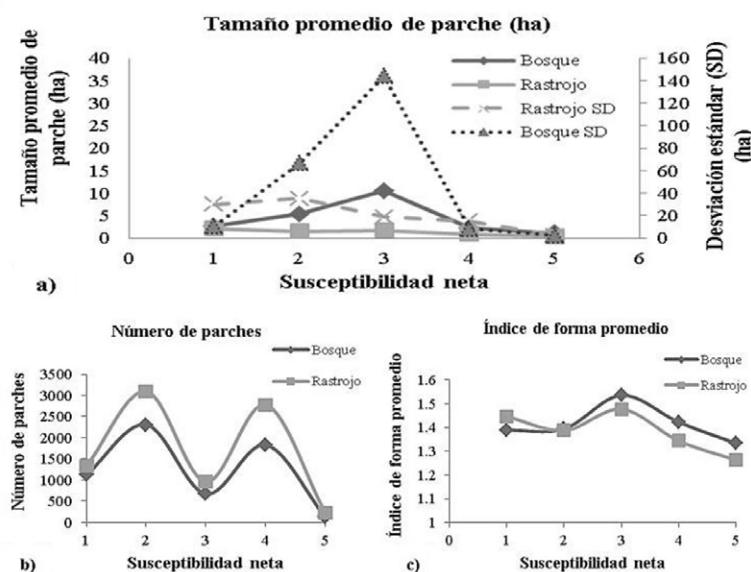 Tamaño promedio de parche (ha)
Tamaño promedio de
parche (ha)
40
35
30
25
20
15
10
5
0
Bosque
Rastrojo
Rastrojo SD
Bosque SD
160
140
120
100
80
60
40
20
0
Desviación estándar (SD)
(ha)
0 1 2 3 4 5 6
Susceptibilidad neta
a)
Número de parches
Bosque
Rastrojo
Número de parches
3500
3000
2500
2000
1500
1000
500
0
1 2 3 4 5
Susceptibilidad neta
b)
Índice de forma promedio
Bosque
Rastrojo
Índice de forma promedio
1.6
1.5
1.4
1.3
1.2
1.1
1
0 1 2 3 4 5
Susceptibilidad neta
c)